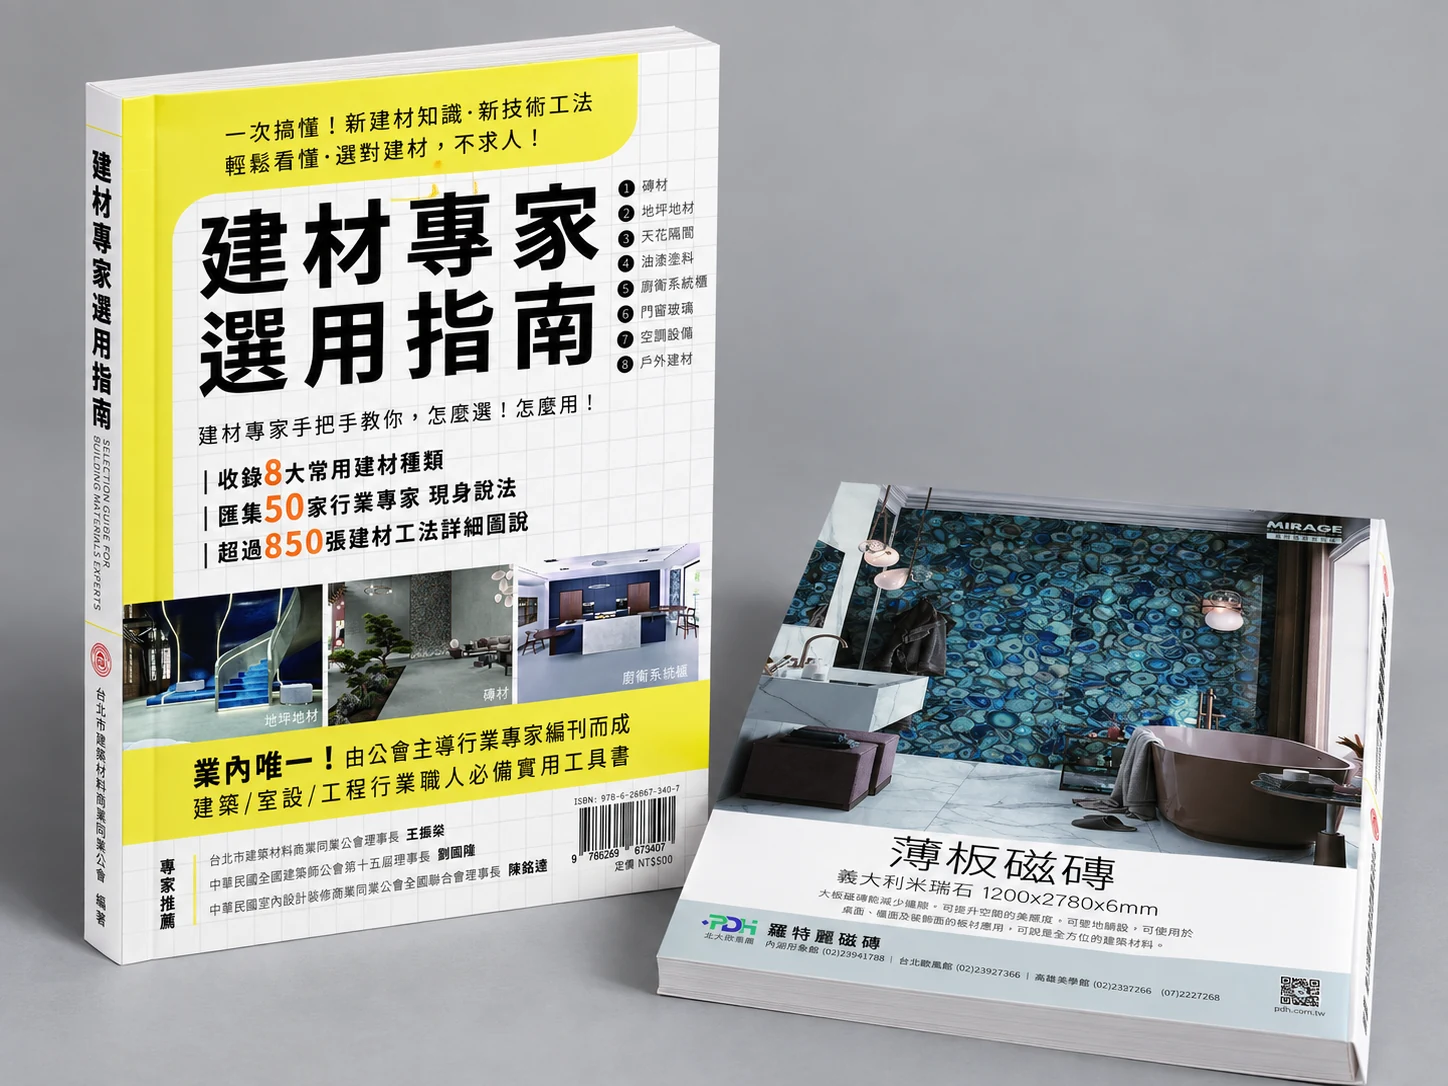 建材專家選用指南
SELECTION GUIDE FOR
BUILDING MATERIALS EXPERTS
台北市建築材料商業同業公會 編著
一次搞懂！新建材知識·新技術工法
輕鬆看懂·選對建材，不求人！
建材專家
選用指南
1 磚材
2 地坪地材
3 天花隔間
4 油漆塗料
5 廚衛系統櫃
6 門窗玻璃
7 空調設備
8 戶外建材
建材專家手把手教你，怎麼選！怎麼用！
| 收錄8大常用建材種類
| 匯集50家行業專家 現身說法
| 超過850張建材工法詳細圖說
地坪地材
磚材
廚衛系統櫃
業內唯一！由公會主導行業專家編刊而成
建築/室設/工程行業職人必備實用工具書
ISBN: 978-6-26867-340-7
9 786269 673407
定價 NT$500
專家推薦
台北市建築材料商業同業公會理事長 王振榮
中華民國全國建築師公會第十五屆理事長 劉國隆
中華民國室內設計裝修商業同業公會全國聯合會理事長 陳銘達
MIRAGE
薄板磁磚
義大利米瑞石 1200x2780x6mm
大板磁磚能減少縫隙。可提升空間的美感度。可壁地鋪設，可使用於
桌面、檯面及裝飾面的板材應用，可說是全方位的建築材料。
PDH
北大歐集團
羅特麗磁磚
內湖形象館 (02)23941788 | 台北歐風館 (02)23927366 | 高雄美學館 (02)2327266 (07)2227268
pdh.com.tw